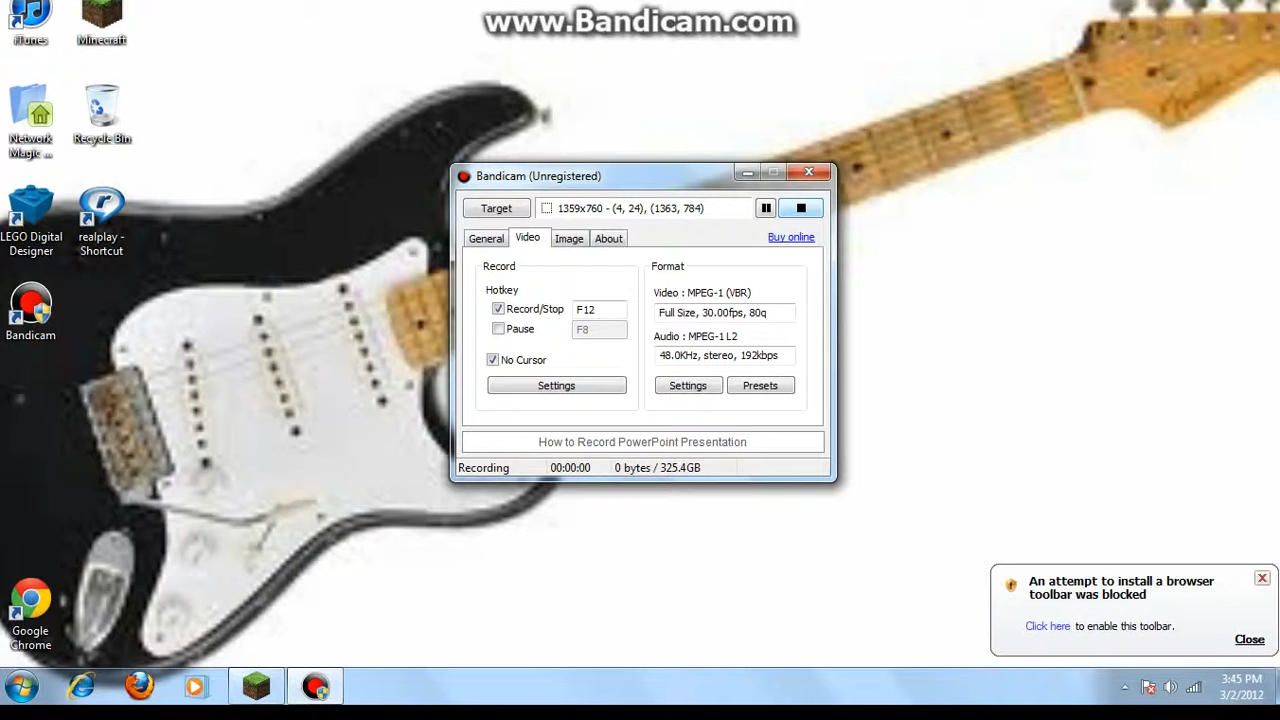 www.Bandicam.com
iTunes
Minecraft
Network
Magic ...
Recycle Bin
LEGO Digital
Designer
realplay -
Shortcut
Bandicam
Google
Chrome
Bandicam (Unregistered)
Target
1359x760 - (4, 24), (1363, 784)
General
Video
Image
About
Buy online
Record
Hotkey
Record/Stop
F12
Pause
F8
No Cursor
Settings
Format
Video : MPEG-1 (VBR)
Full Size, 30.00fps, 80q
Audio : MPEG-1 L2
48.0KHz, stereo, 192kbps
Settings
Presets
How to Record PowerPoint Presentation
Recording
00:00:00
0 bytes / 325.4GB
An attempt to install a browser
toolbar was blocked
Click here to enable this toolbar.
Close
3:45 PM
3/2/2012